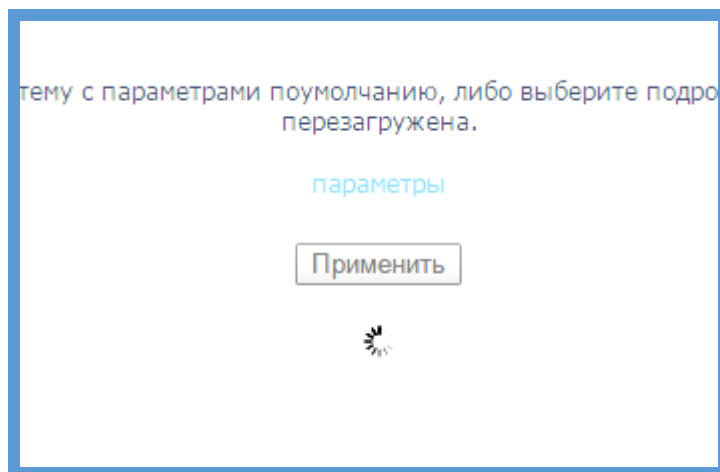 тему с параметрами поумолчанию, либо выберите подро
перезагружена.
параметры
Применить